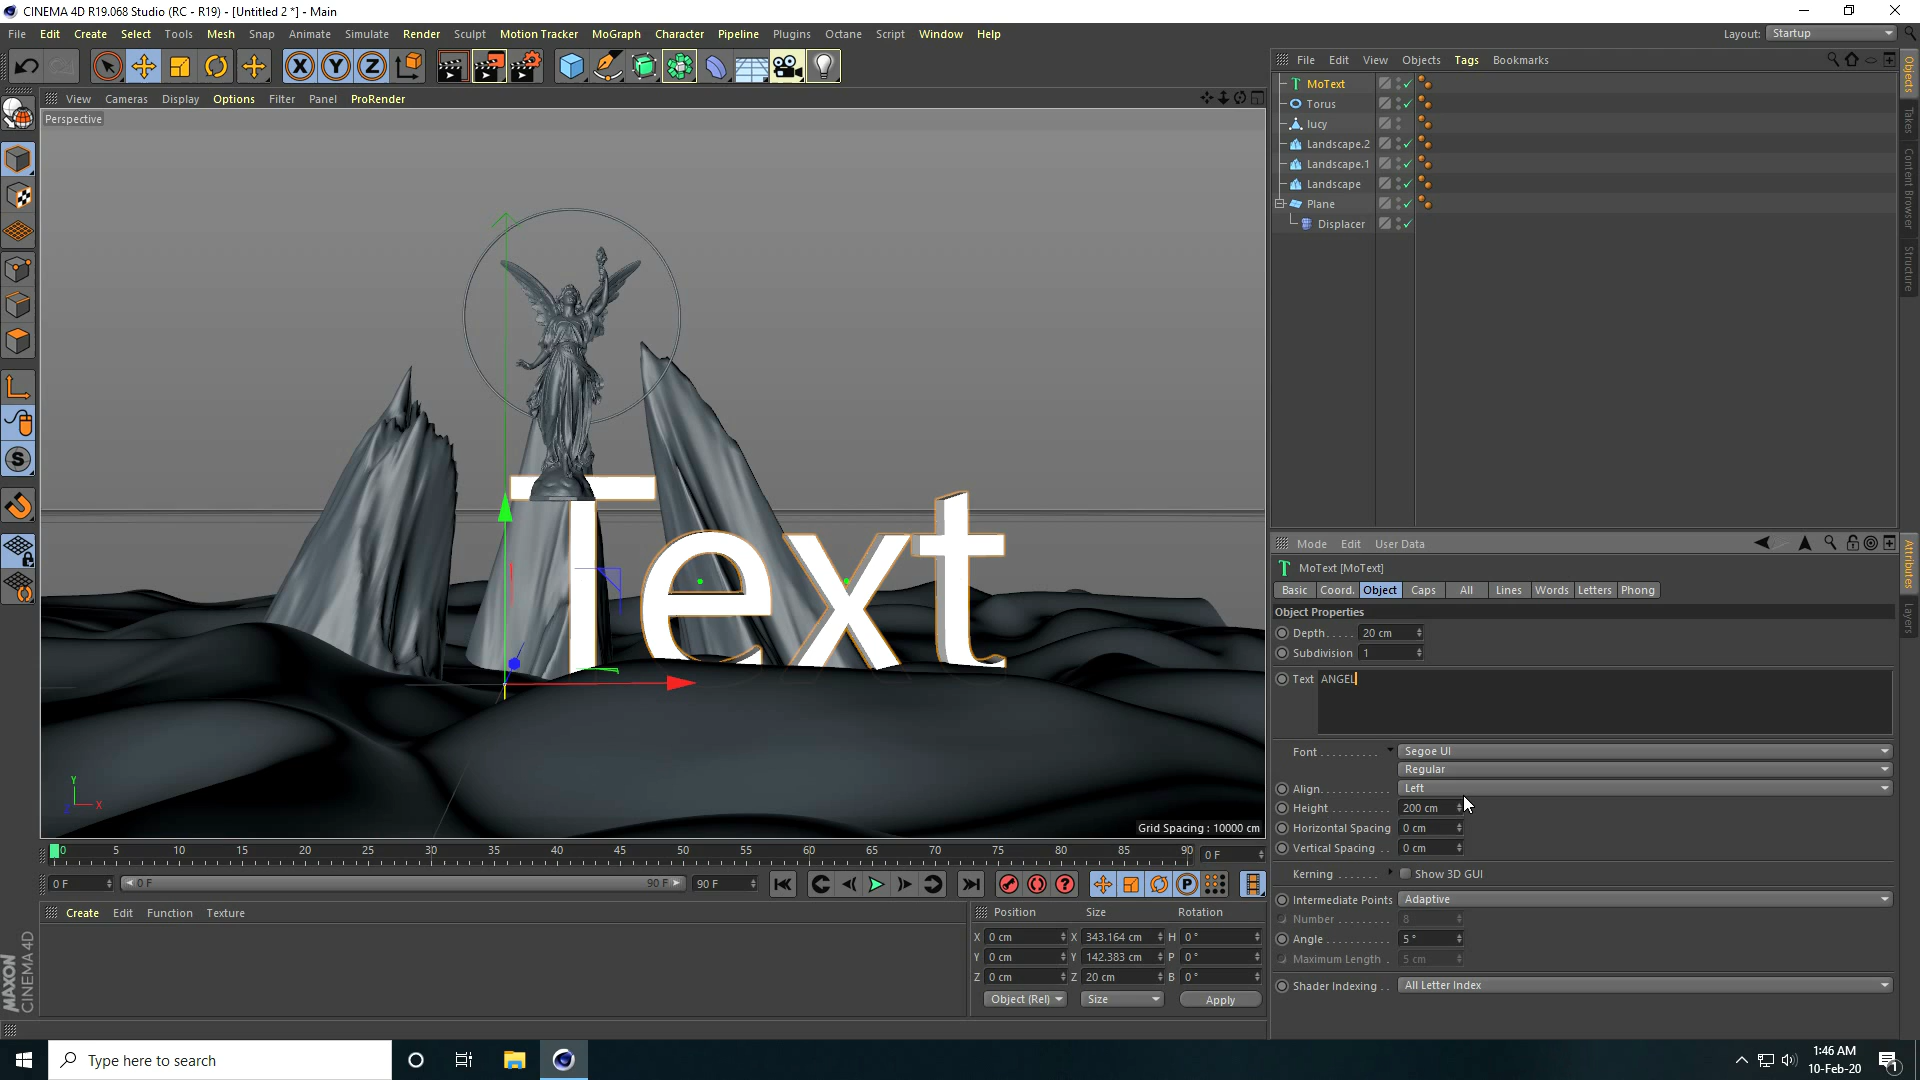 CINEMA 4D R19.068 Studio (RC - R19) - [Untitled 2 *] - Main
File Edit Create Select Tools Mesh Snap Animate Simulate Render Sculpt Motion Tracker MoGraph Character Pipeline Plugins Octane Script Window Help Layout: Startup
File Edit View Objects Tags Bookmarks
View Cameras Display Options Filter Panel ProRender
Perspective
MoText
Torus
lucy
Landscape.2
Landscape.1
Landscape
Plane
Displacer
Objects
Takes
Content Browser
Structure
Text
Y
X
Z
Grid Spacing : 10000 cm
Mode Edit User Data
MoText [MoText]
Basic Coord. Object Caps All Lines Words Letters Phong
Object Properties
Depth..... 20 cm
Subdivision 1
Text ANGEL
Font.......... Segoe UI
Regular
Align........... Left
Height......... 200 cm
Horizontal Spacing 0 cm
Vertical Spacing .. 0 cm
Kerning ....... Show 3D GUI
Intermediate Points Adaptive
Number......... 8
Angle........... 5 °
Maximum Length . 5 cm
Shader Indexing . . All Letter Index
Attributes
Layers
0 5 10 15 20 25 30 35 40 45 50 55 60 65 70 75 80 85 90 0 F
0 F 0 F 90 F 90 F
Create Edit Function Texture
Position Size Rotation
X 0 cm X 343.164 cm H 0 °
Y 0 cm Y 142.383 cm P 0 °
Z 0 cm Z 20 cm B 0 °
Object (Rel) Size Apply
MAXON
CINEMA 4D
Type here to search
1:46 AM
10-Feb-20
1